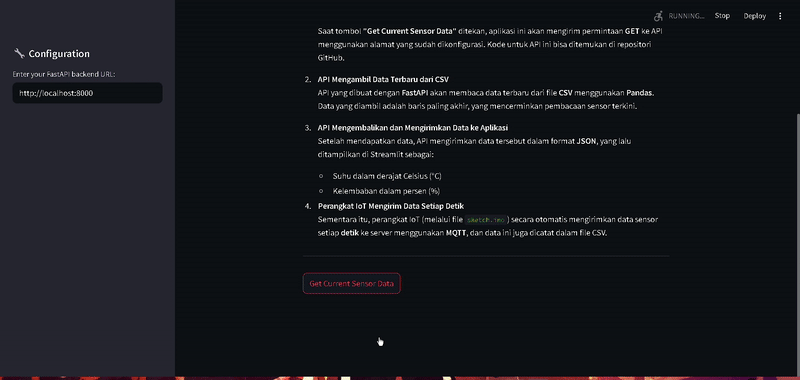 RUNNING...
Stop
Deploy
Configuration
Enter your FastAPI backend URL:
http://localhost:8000
Saat tombol "Get Current Sensor Data" ditekan, aplikasi ini akan mengirim permintaan GET ke API
menggunakan alamat yang sudah dikonfigurasi. Kode untuk API ini bisa ditemukan di repositori
GitHub.
2. API Mengambil Data Terbaru dari CSV
API yang dibuat dengan FastAPI akan membaca data terbaru dari file CSV menggunakan Pandas.
Data yang diambil adalah baris paling akhir, yang mencerminkan pembacaan sensor terkini.
3. API Mengembalikan dan Mengirimkan Data ke Aplikasi
Setelah mendapatkan data, API mengirimkan data tersebut dalam format JSON, yang lalu
ditampilkan di Streamlit sebagai:
Suhu dalam derajat Celsius (°C)
Kelembaban dalam persen (%)
4. Perangkat IoT Mengirim Data Setiap Detik
Sementara itu, perangkat IoT (melalui file sketch.ino) secara otomatis mengirimkan data sensor
setiap detik ke server menggunakan MQTT, dan data ini juga dicatat dalam file CSV.
Get Current Sensor Data